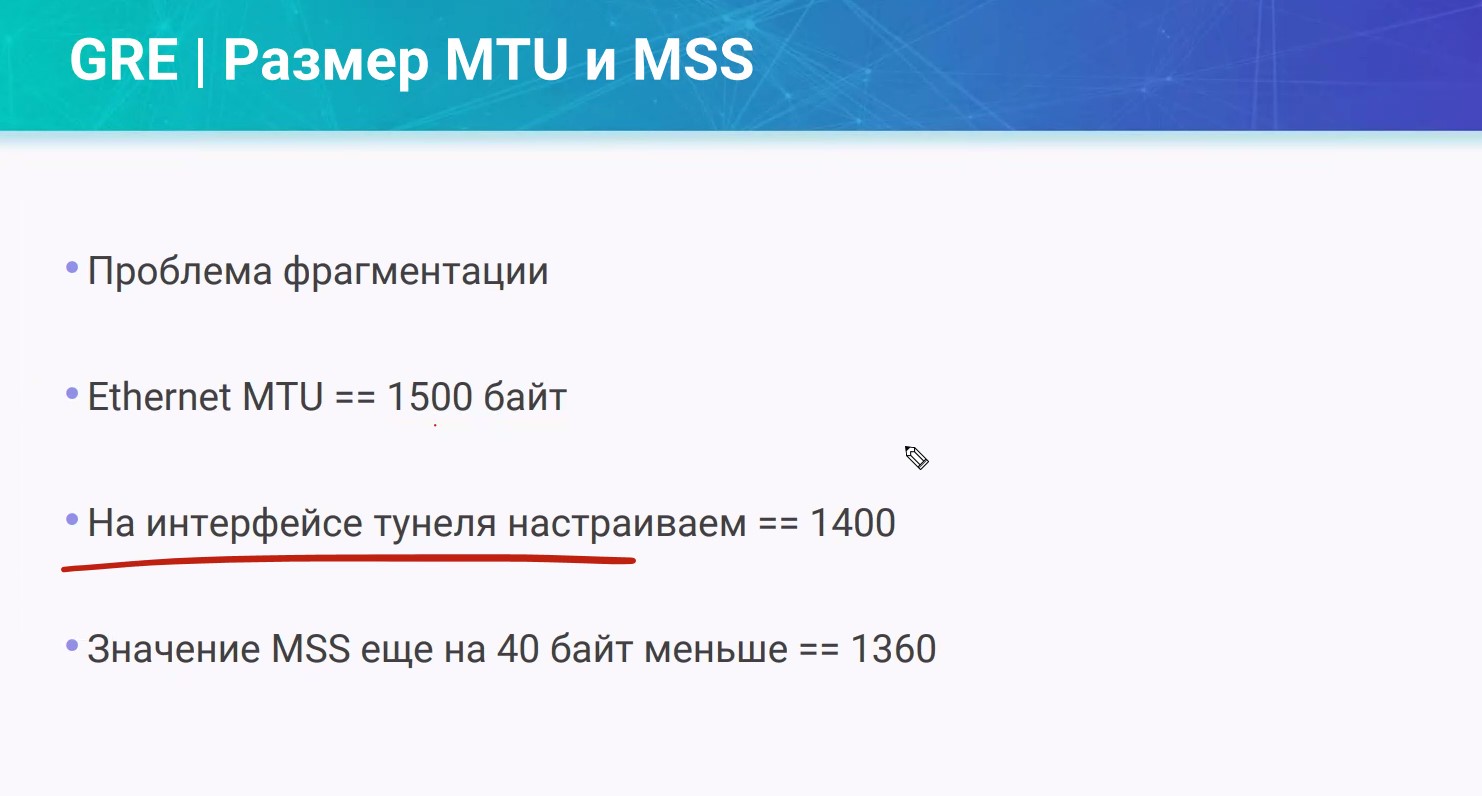 GRE | Размер MTU и MSS
• Проблема фрагментации
• Ethernet MTU == 1500 байт
• На интерфейсе тунеля настраиваем == 1400
• Значение MSS еще на 40 байт меньше == 1360